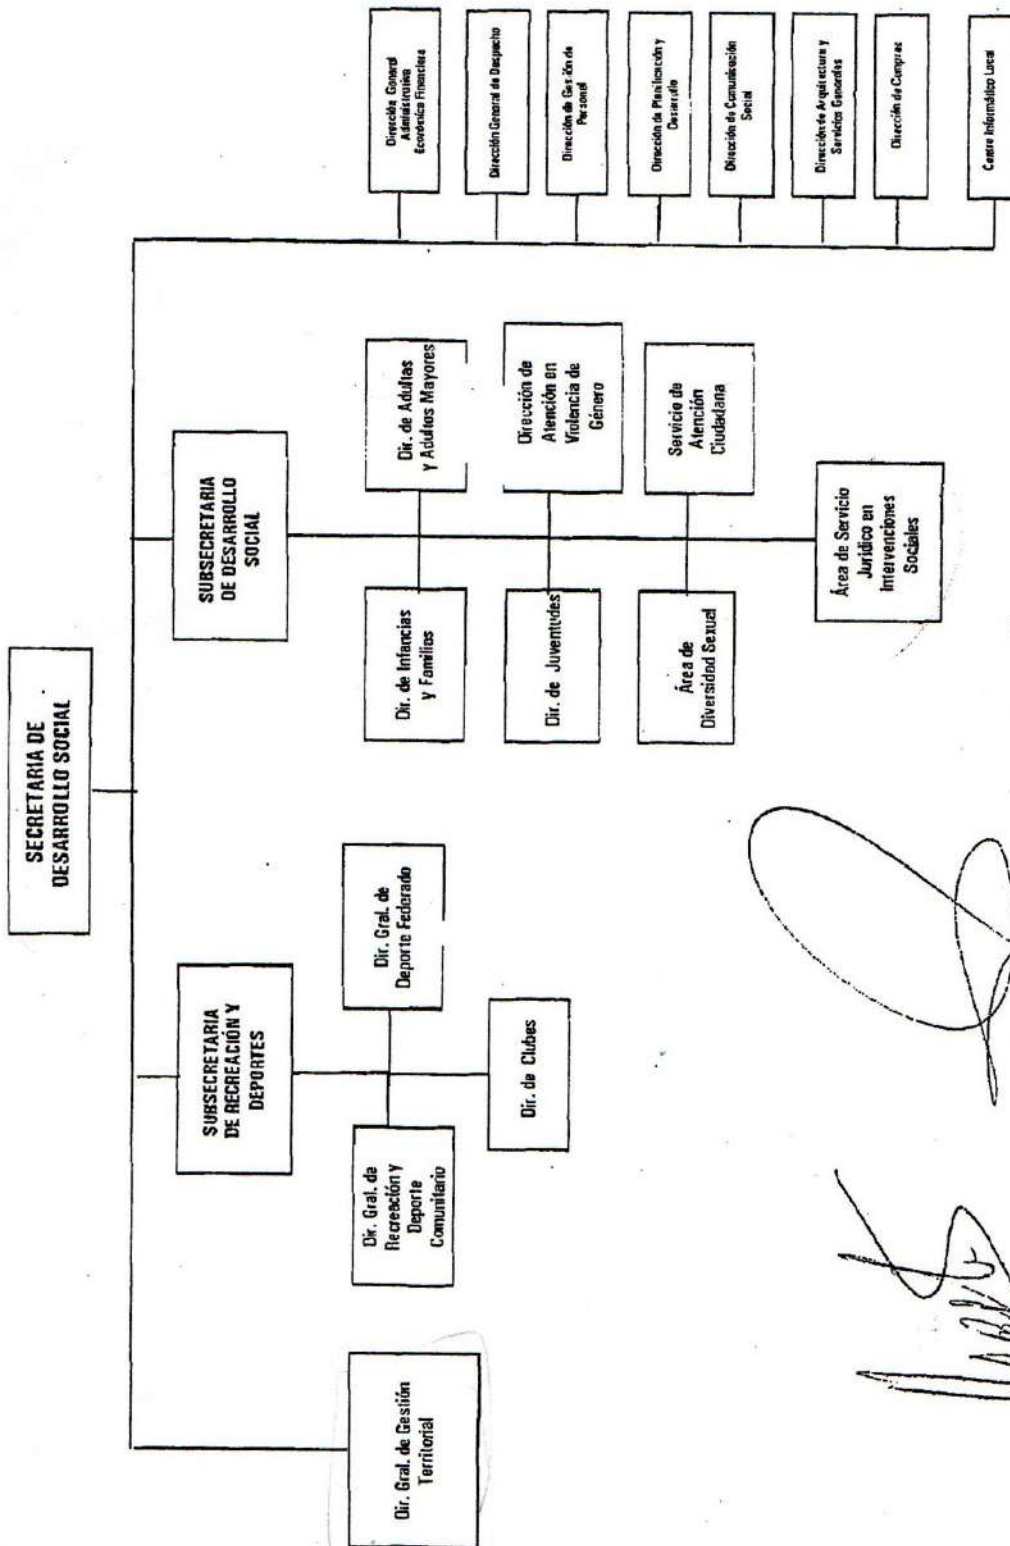 SECRETARIA DE
DESARROLLO SOCIAL
SUBSECRETARIA
DE RECREACIÓN Y
DEPORTES
SUBSECRETARIA
DE DESARROLLO
SOCIAL
Dir. Gral. de Gestión
Territorial
Dir. Gral. de
Recreación y
Deporte
Comunitario
Dir. Gral. de
Deporte Federado
Dir. de Clubes
Dir. de Infancias
y Familias
Dir. de Adultas
y Adultos Mayores
Dir. de Juventudes
Dirección de
Atención en
Violencia de
Género
Área de
Diversidad Sexual
Servicio de
Atención
Ciudadana
Área de Servicio
Jurídico en
Intervenciones
Sociales
Dirección General
Administrativa
Económica Financiera
Dirección General de Despacho
Dirección de Gestión de
Personal
Dirección de Planificación y
Desarrollo
Dirección de Comunicación
Social
Dirección de Arquitectura y
Servicios Generales
Dirección de Compras
Centro Informático Local